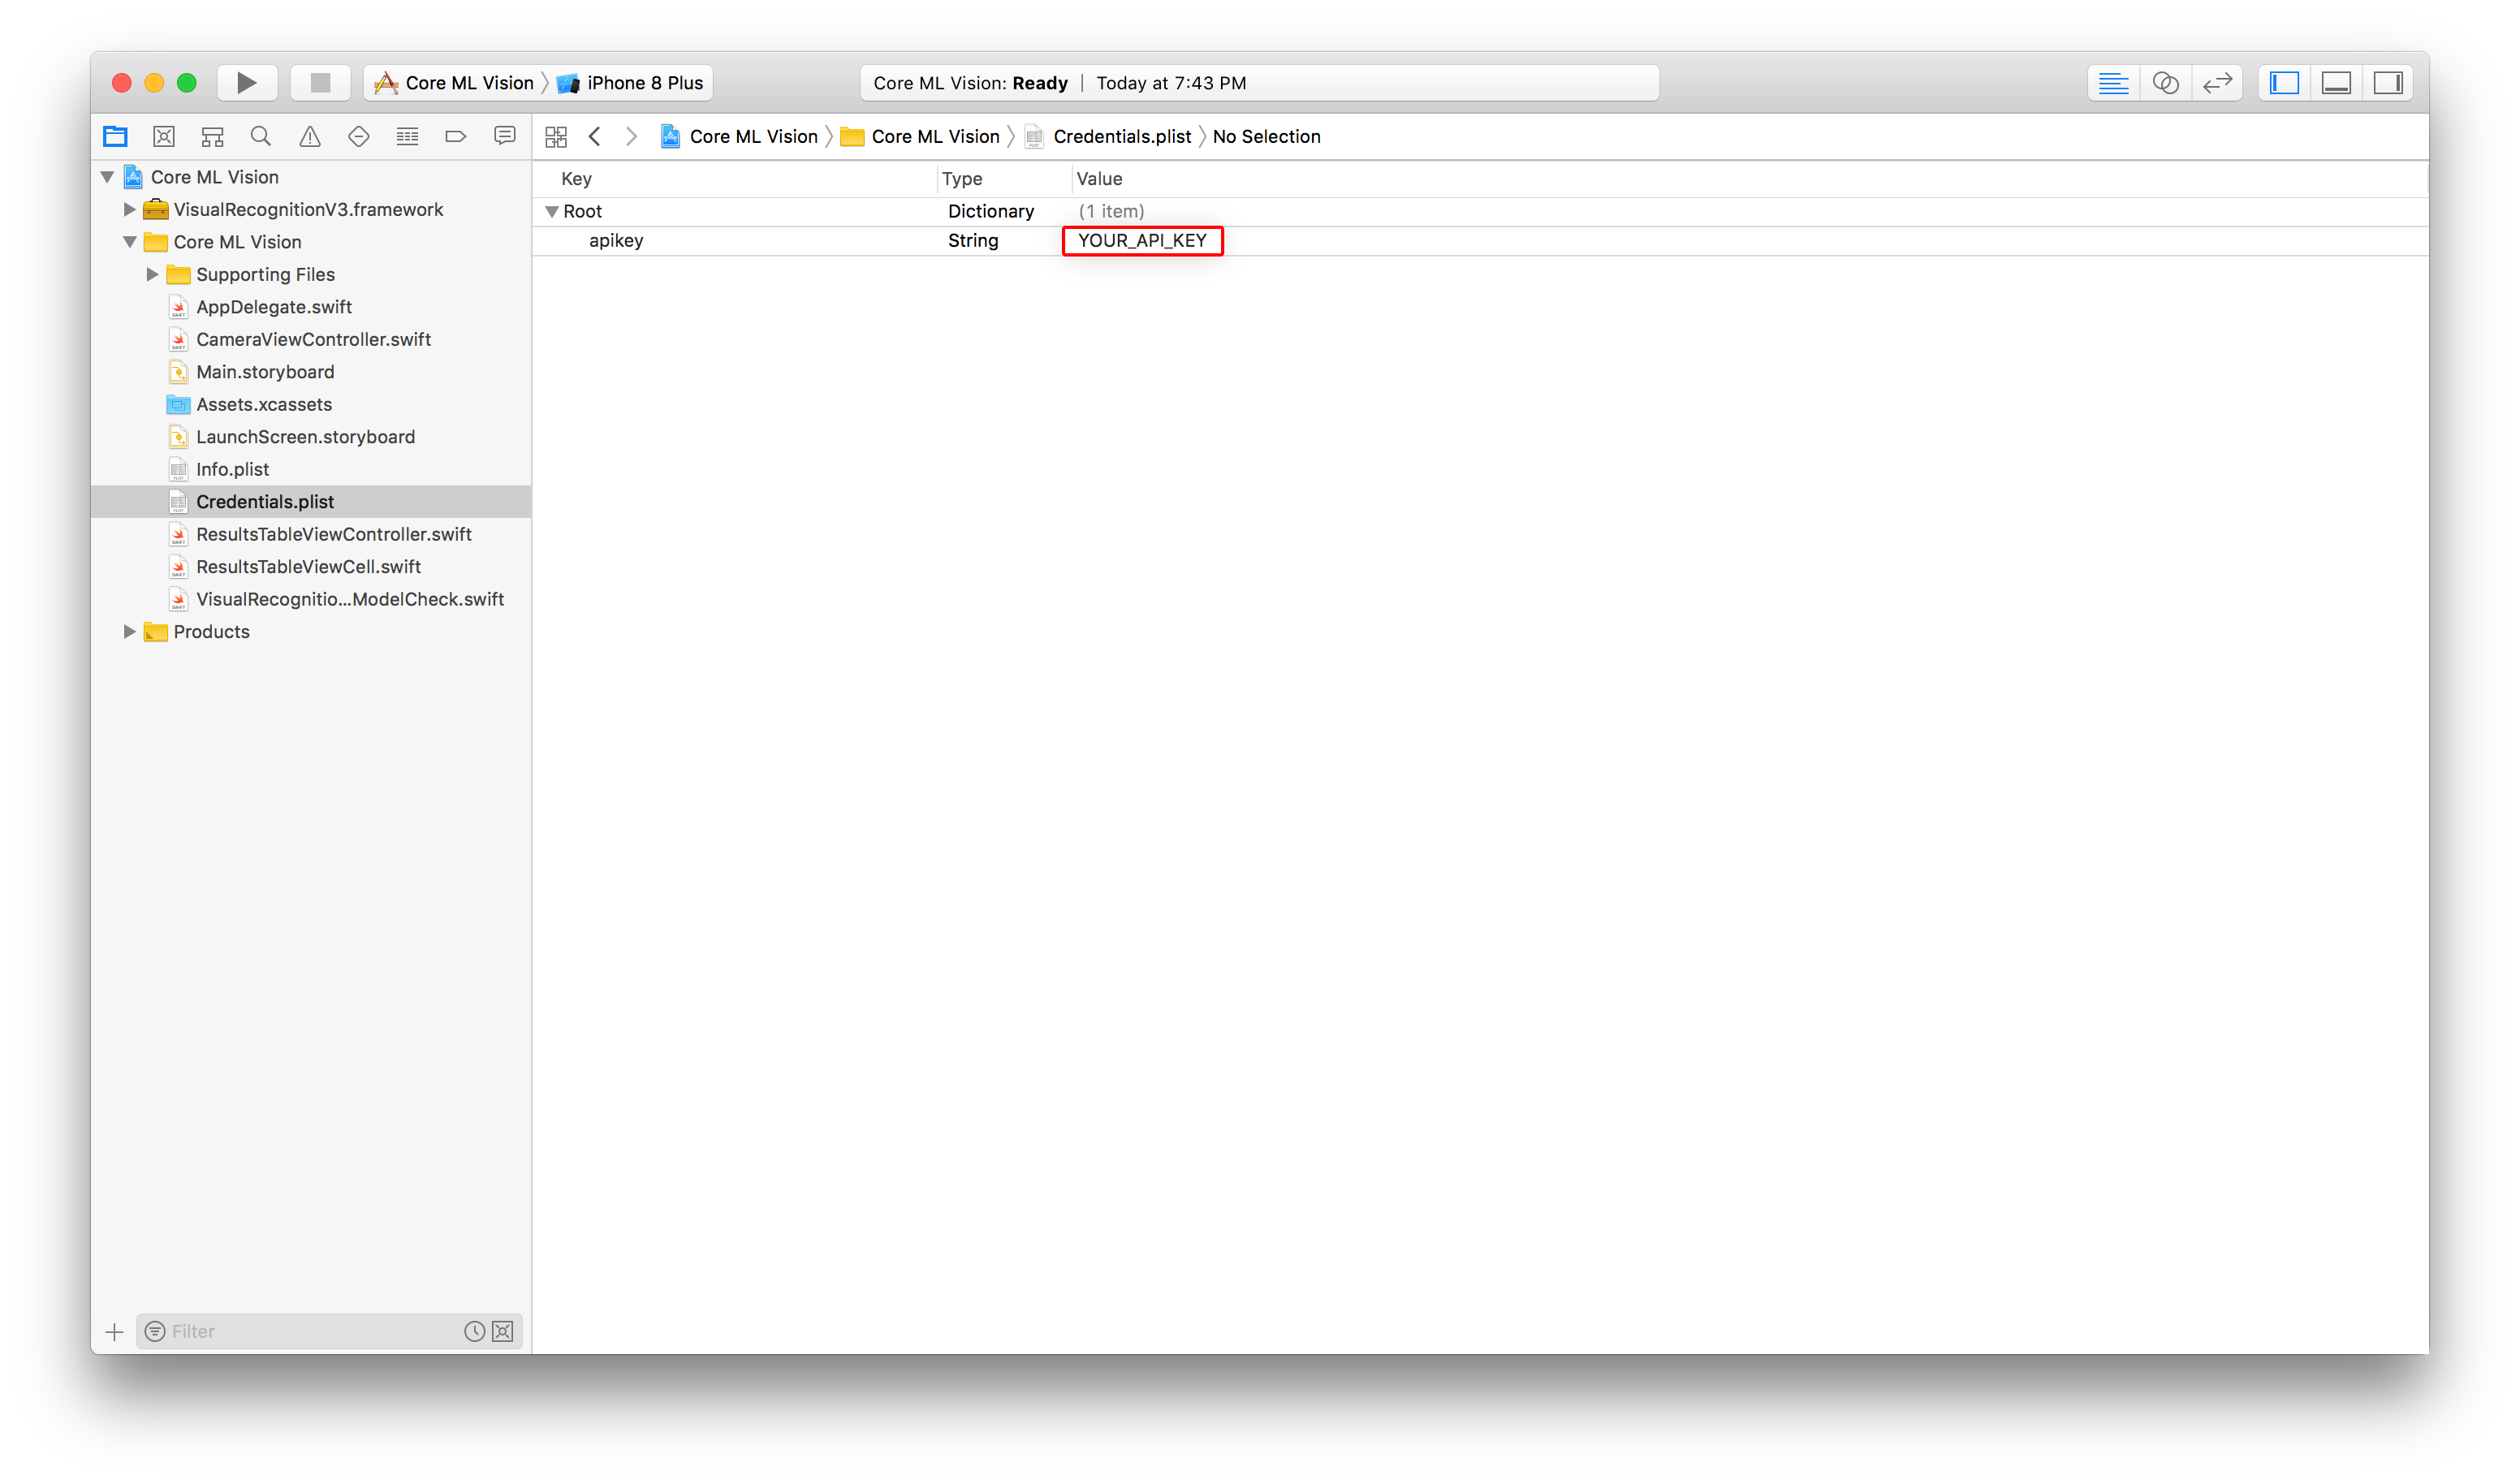 Core ML Vision iPhone 8 Plus
Core ML Vision: Ready | Today at 7:43 PM
Core ML Vision Core ML Vision Credentials.plist No Selection
Core ML Vision
VisualRecognitionV3.framework
Core ML Vision
Supporting Files
AppDelegate.swift
CameraViewController.swift
Main.storyboard
Assets.xcassets
LaunchScreen.storyboard
Info.plist
Credentials.plist
ResultsTableViewController.swift
ResultsTableViewCell.swift
VisualRecognitio...ModelCheck.swift
Products
Filter
Key Type Value
Root Dictionary (1 item)
apikey String YOUR_API_KEY